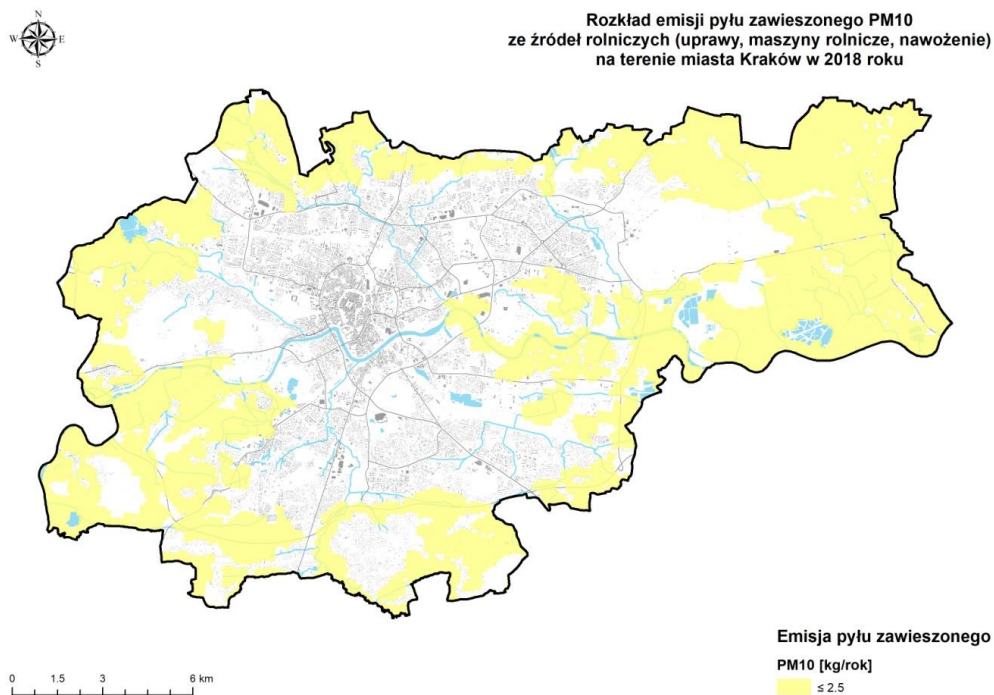 N
W E
S
Rozkład emisji pyłu zawieszonego PM10
ze źródeł rolniczych (uprawy, maszyny rolnicze, nawożenie)
na terenie miasta Kraków w 2018 roku
Emisja pyłu zawieszonego
PM10 [kg/rok]
≤ 2.5
0 1.5 3 6 km